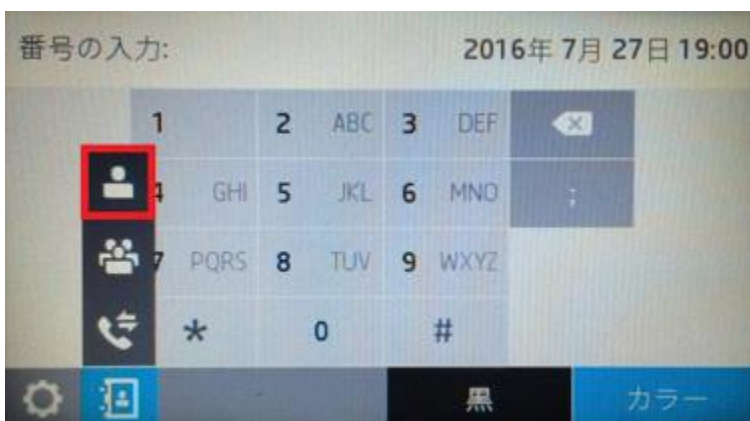 番号の入力: 2016年 7月 27日 19:00
1 2 ABC 3 DEF
4 GHI 5 JKL 6 MNO ;
7 PQRS 8 TUV 9 WXYZ
* 0 #
黒 カラー